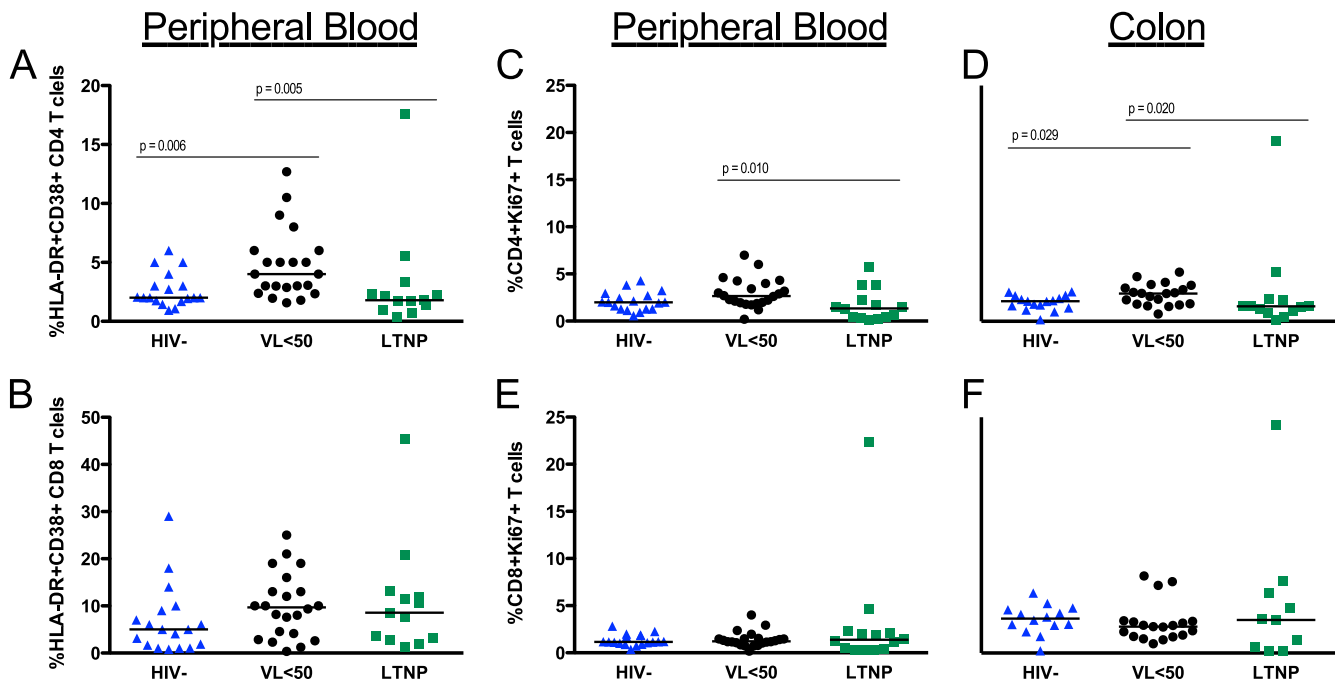 Peripheral Blood
Peripheral Blood
Colon
A
%HLA-DR+CD38+ CD4 T clels
20
15
10
5
0
p = 0.005
p = 0.006
HIV-
VL<50
LTNP
C
%CD4+Ki67+ T cells
25
20
15
10
5
0
p = 0.010
HIV-
VL<50
LTNP
D
p = 0.020
p = 0.029
HIV-
VL<50
LTNP
B
%HLA-DR+CD38+ CD8 T clels
50
40
30
20
10
0
HIV-
VL<50
LTNP
E
%CD8+Ki67+ T cells
25
20
15
10
5
0
HIV-
VL<50
LTNP
F
HIV-
VL<50
LTNP